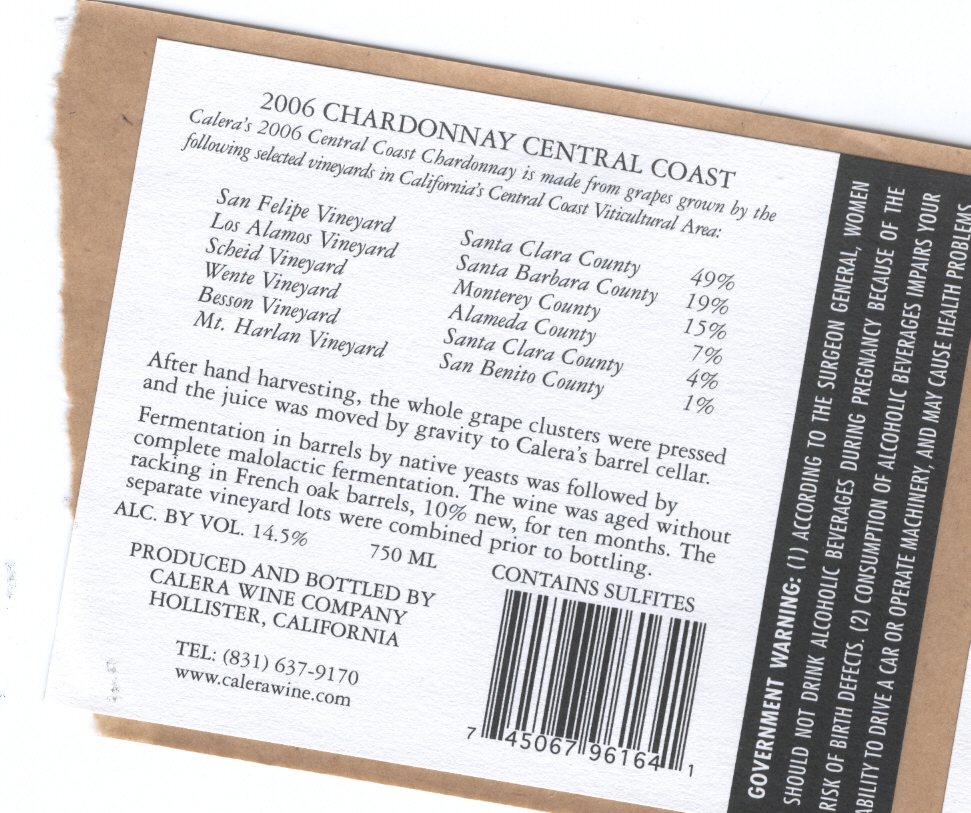 2006 CHARDONNAY CENTRAL COAST
Calera's 2006 Central Coast Chardonnay is made from grapes grown by the
following selected vineyards in California's Central Coast Viticultural Area:
San Felipe Vineyard Santa Clara County 49%
Los Alamos Vineyard Santa Barbara County 19%
Scheid Vineyard Monterey County 15%
Wente Vineyard Alameda County 7%
Besson Vineyard Santa Clara County 4%
Mt. Harlan Vineyard San Benito County 1%
After hand harvesting, the whole grape clusters were pressed
and the juice was moved by gravity to Calera's barrel cellar.
Fermentation in barrels by native yeasts was followed by
complete malolactic fermentation. The wine was aged without
racking in French oak barrels, 10% new, for ten months. The
separate vineyard lots were combined prior to bottling.
ALC. BY VOL. 14.5% 750 ML
CONTAINS SULFITES
PRODUCED AND BOTTLED BY
CALERA WINE COMPANY
HOLLISTER, CALIFORNIA
TEL: (831) 637-9170
www.calerawine.com
7 45067 96164 1
GOVERNMENT WARNING: (1) ACCORDING TO THE SURGEON GENERAL, WOMEN
SHOULD NOT DRINK ALCOHOLIC BEVERAGES DURING PREGNANCY BECAUSE OF THE
RISK OF BIRTH DEFECTS. (2) CONSUMPTION OF ALCOHOLIC BEVERAGES IMPAIRS YOUR
ABILITY TO DRIVE A CAR OR OPERATE MACHINERY, AND MAY CAUSE HEALTH PROBLEMS